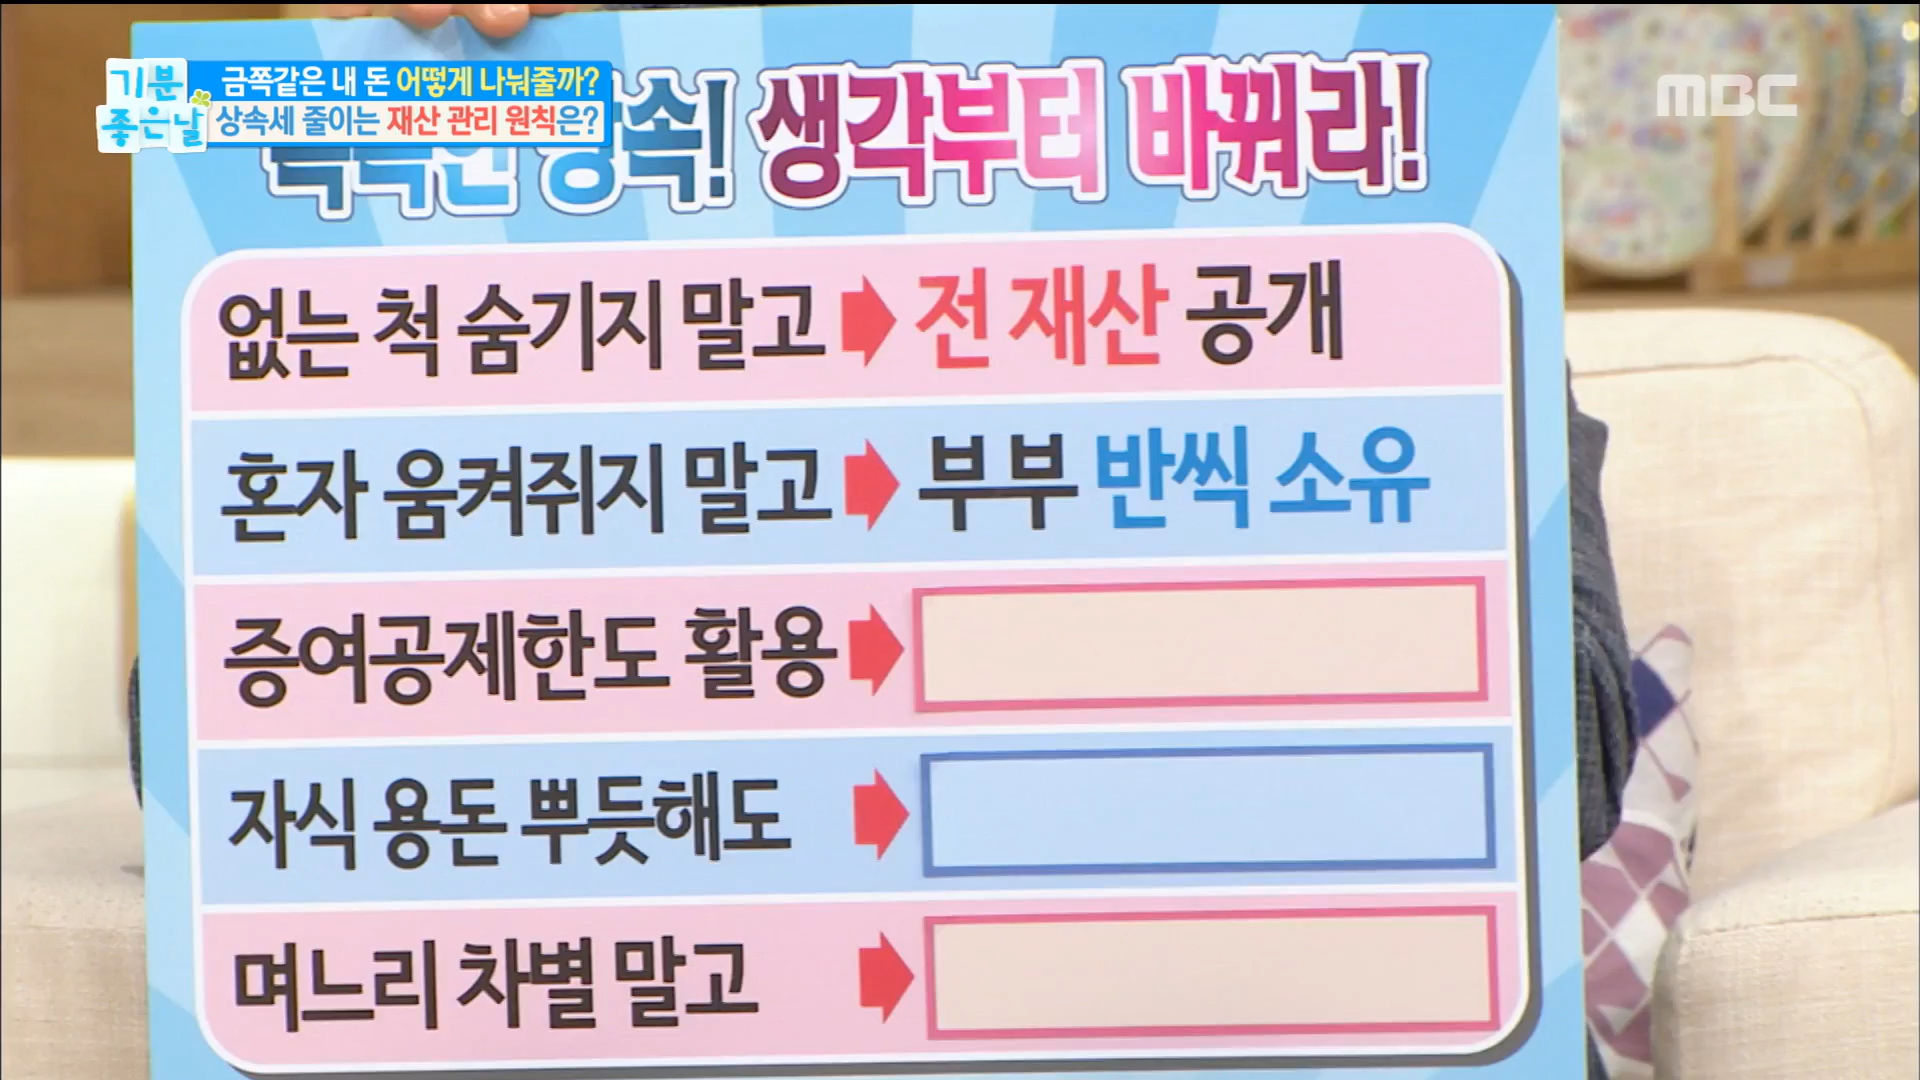 기분
좋은날
금쪽같은 내 돈 어떻게 나눠줄까?
상속세 줄이는 재산 관리 원칙은?
MBC
상속! 생각부터 바꿔라!
없는 척 숨기지 말고 전 재산 공개
혼자 움켜쥐지 말고 부부 반씩 소유
증여공제한도 활용
자식 용돈 뿌듯해도
며느리 차별 말고